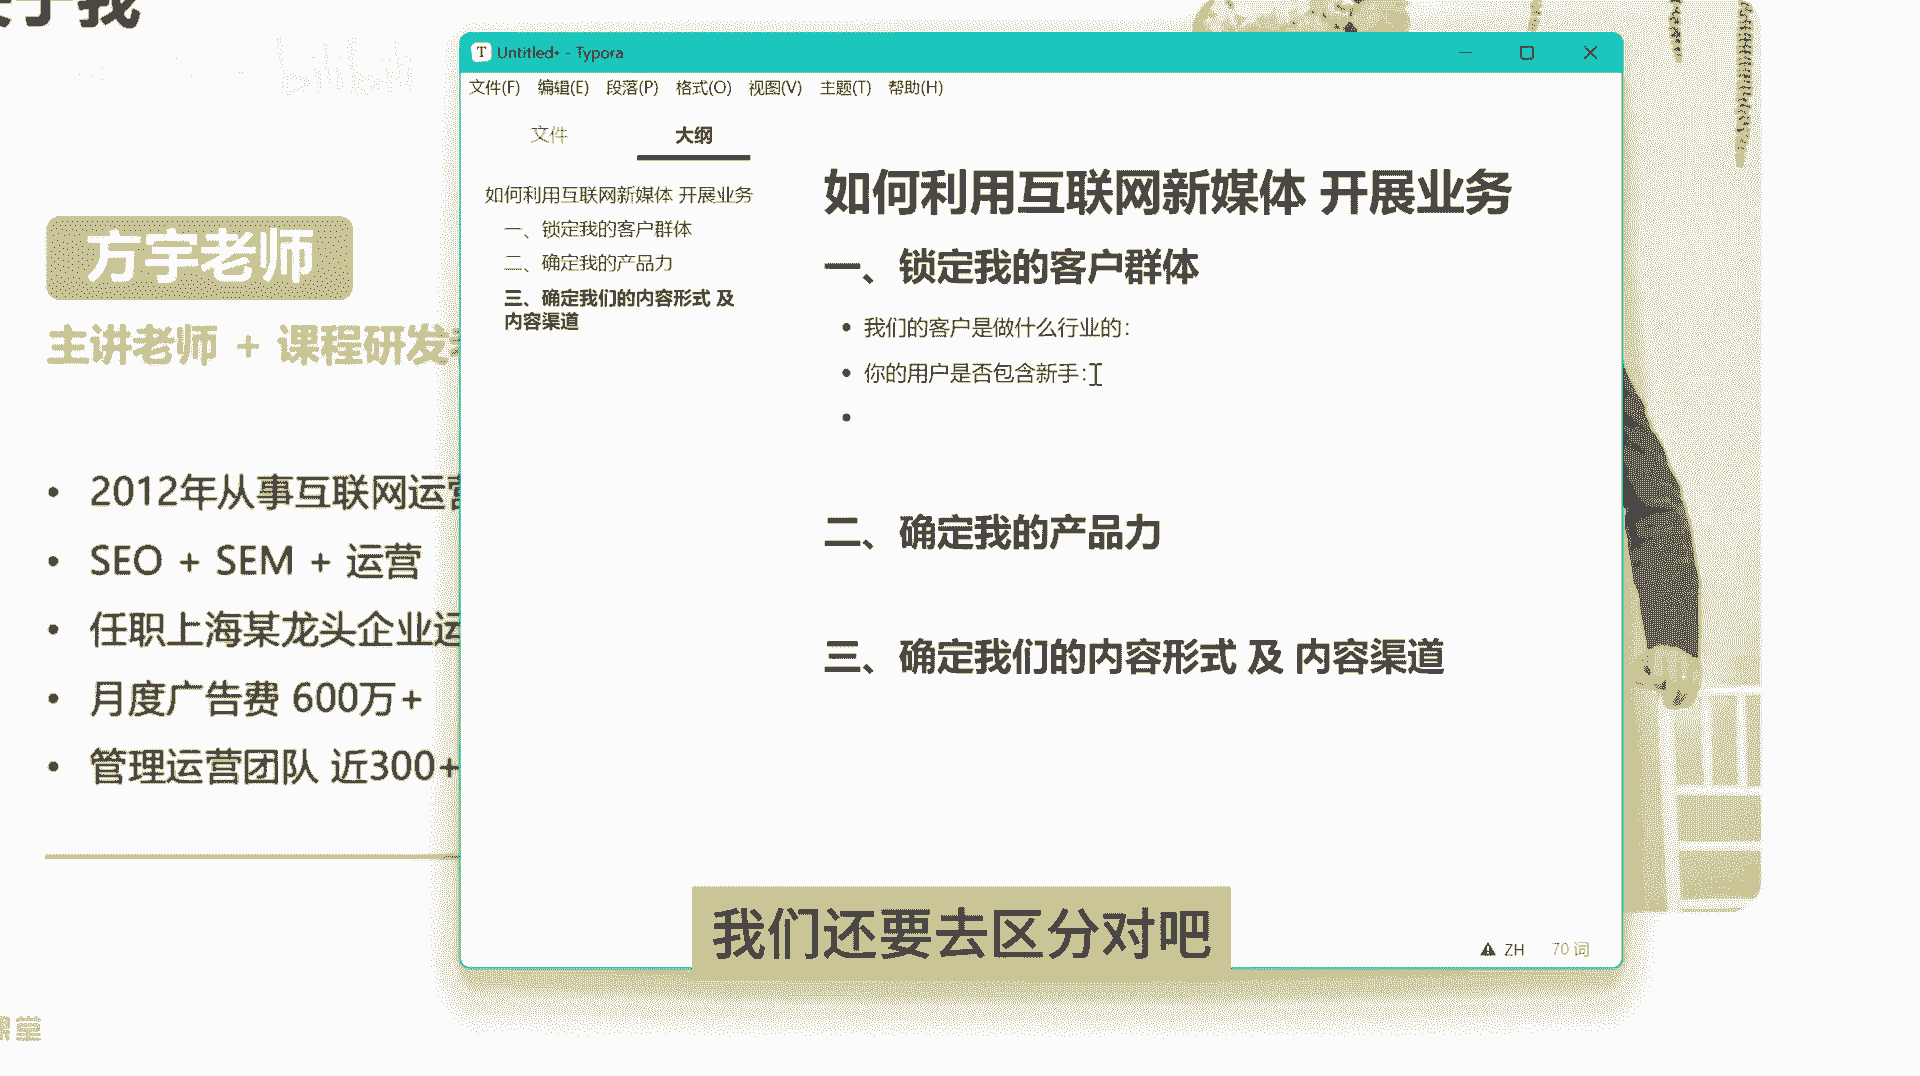 于我
bilibili
方宇老师
主讲老师 + 课程研发
2012年从事互联网运营
SEO + SEM + 运营
任职上海某龙头企业运
月度广告费 600万+
管理运营团队 近300+
课堂
Untitled• - Typora
文件(F) 编辑(E) 段落(P) 格式(O) 视图(V) 主题(T) 帮助(H)
文件 大纲
如何利用互联网新媒体 开展业务
一、锁定我的客户群体
二、确定我的产品力
三、确定我们的内容形式 及
内容渠道
如何利用互联网新媒体 开展业务
一、锁定我的客户群体
我们的客户是做什么行业的：
你的用户是否包含新手：
二、确定我的产品力
三、确定我们的内容形式 及 内容渠道
我们还要去区分对吧
ZH 70 词